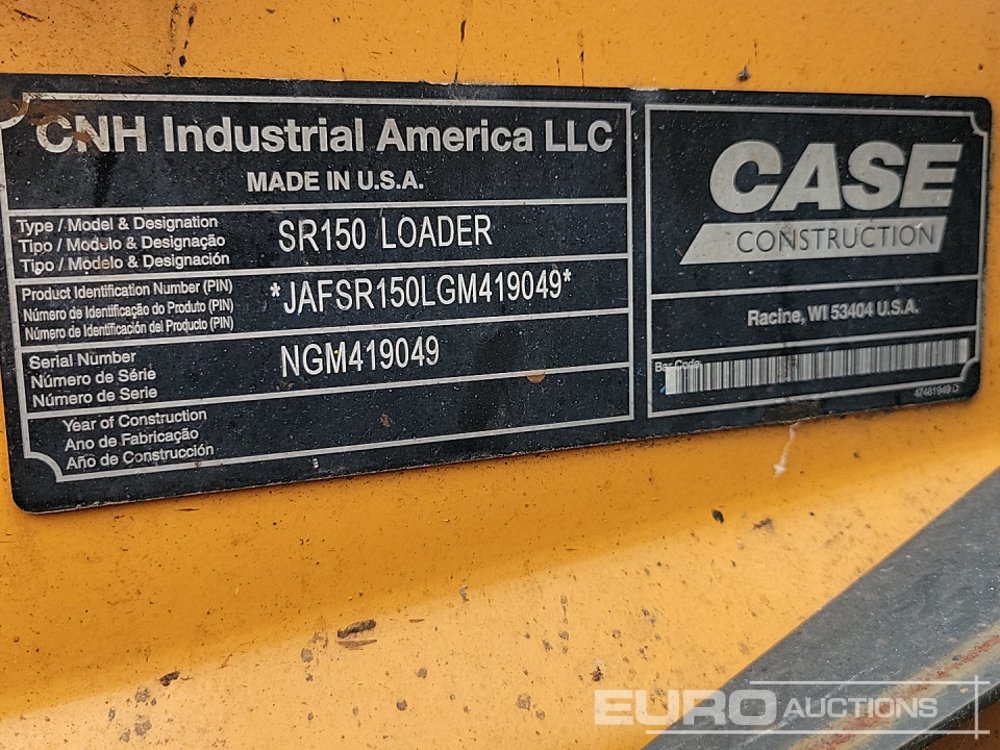 CNH Industrial America LLC
MADE IN U.S.A.
Type / Model & Designation
Tipo / Modulo & Designação
Tipo / Modelo & Designación
SR150 LOADER
Product Identification Number (PIN)
Número de Identificação do Produto (PIN)
Número de Identificación del Producto (PIN)
*JAFSR150LGM419049*
Serial Number
Número de Série
Número de Serie
NGM419049
Year of Construction
Ano de Fabricação
Año de Construcción
CASE
CONSTRUCTION
Racine, WI 53404 U.S.A.
Bar Code
EURO AUCTIONS